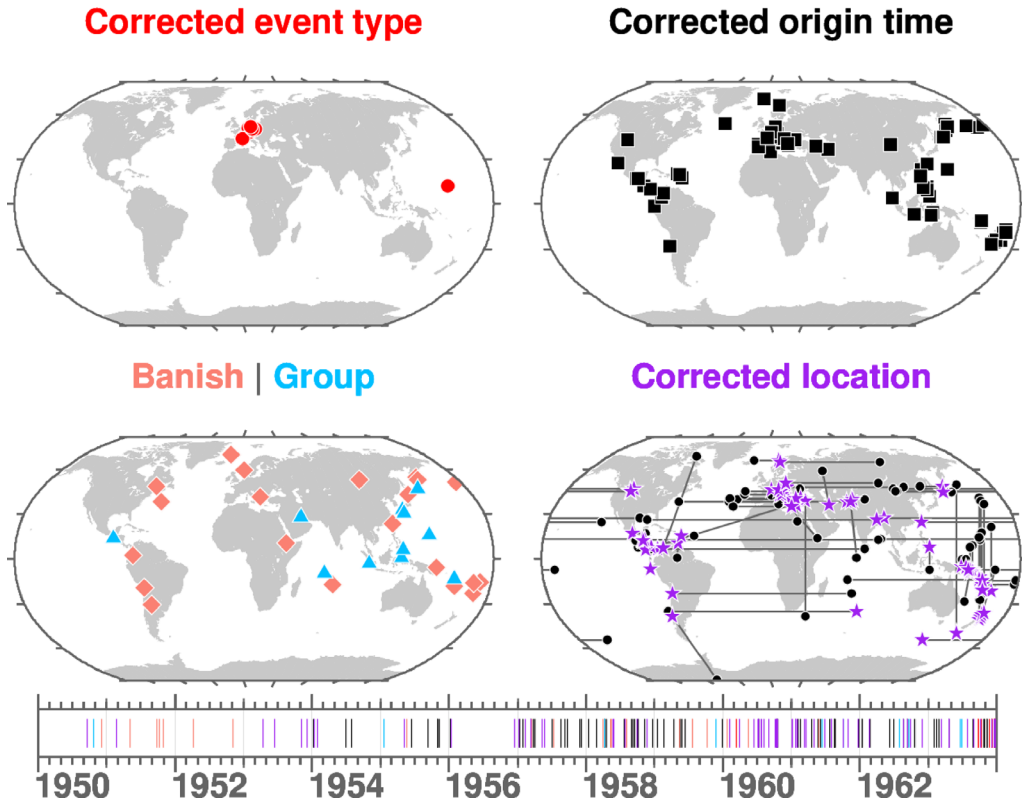 Corrected event type
Corrected origin time
Banish | Group
Corrected location
1950 1952 1954 1956 1958 1960 1962